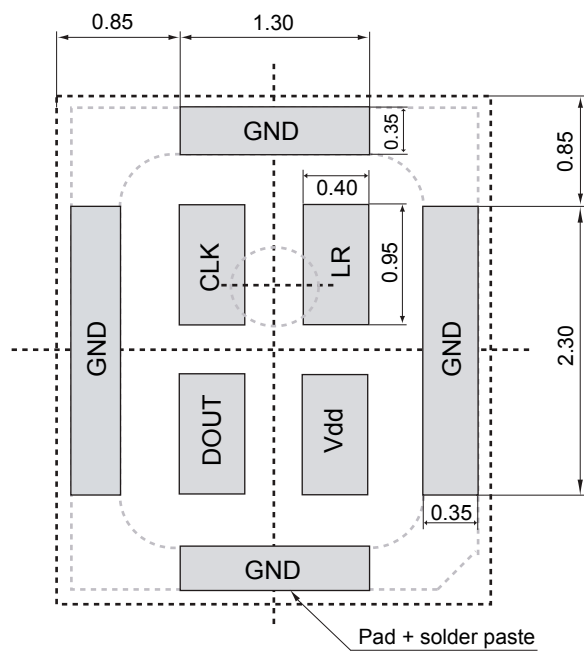 0.85
1.30
GND
0.35
0.85
0.40
CLK
LR
0.95
GND
GND
2.30
DOUT
Vdd
0.35
GND
Pad + solder paste